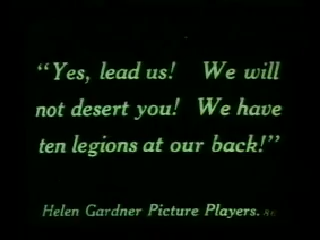 “Yes, lead us! We will
not desert you! We have
ten legions at our back!”
Helen Gardner Picture Players.